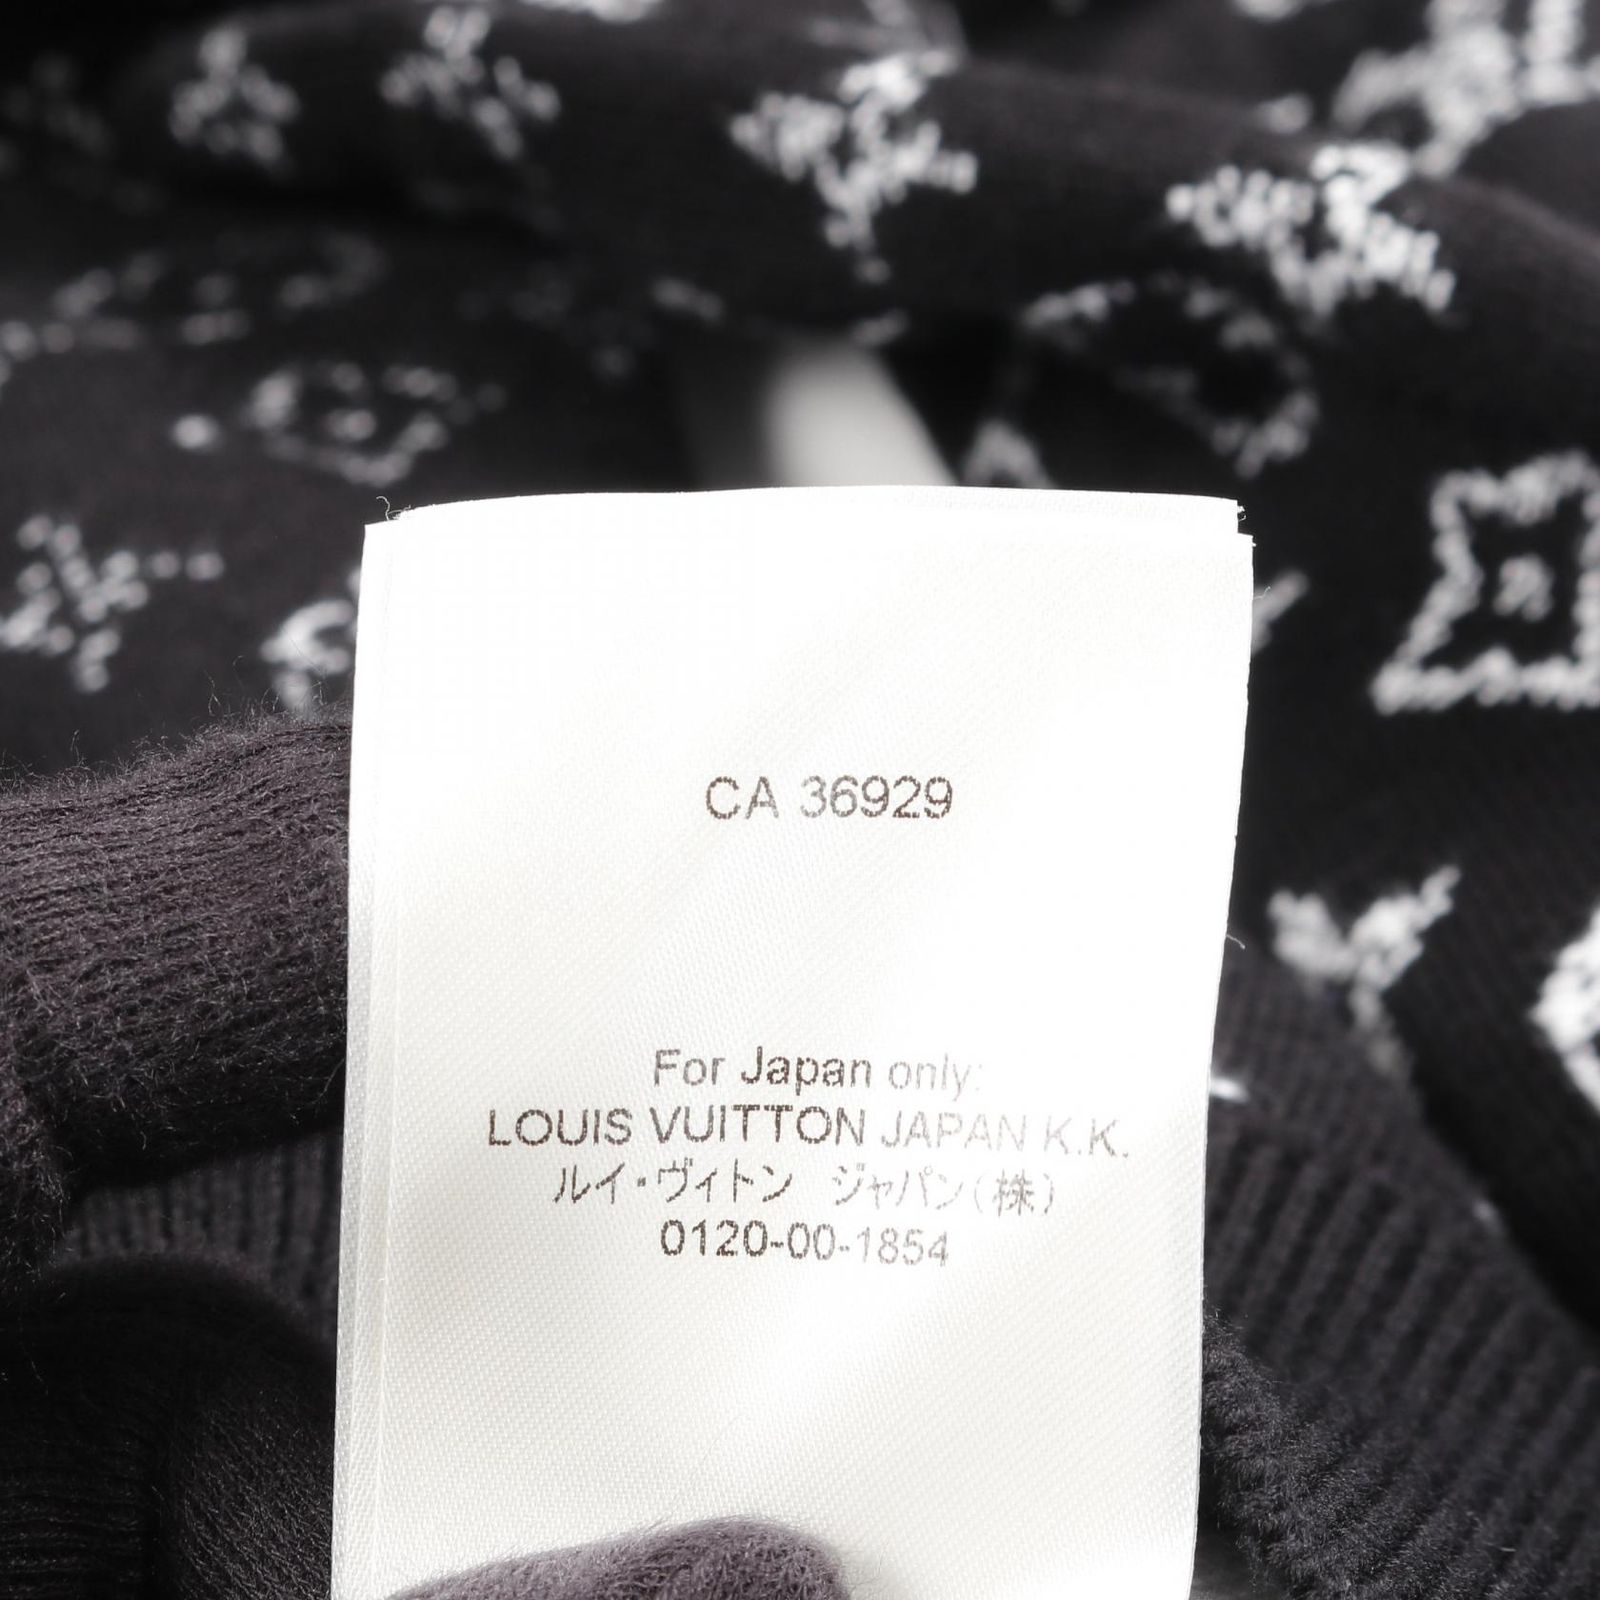 CA 36929
For Japan only:
LOUIS VUITTON JAPAN K.K.
ルイ・ヴィトン　ジャパン(株)
0120-00-1854